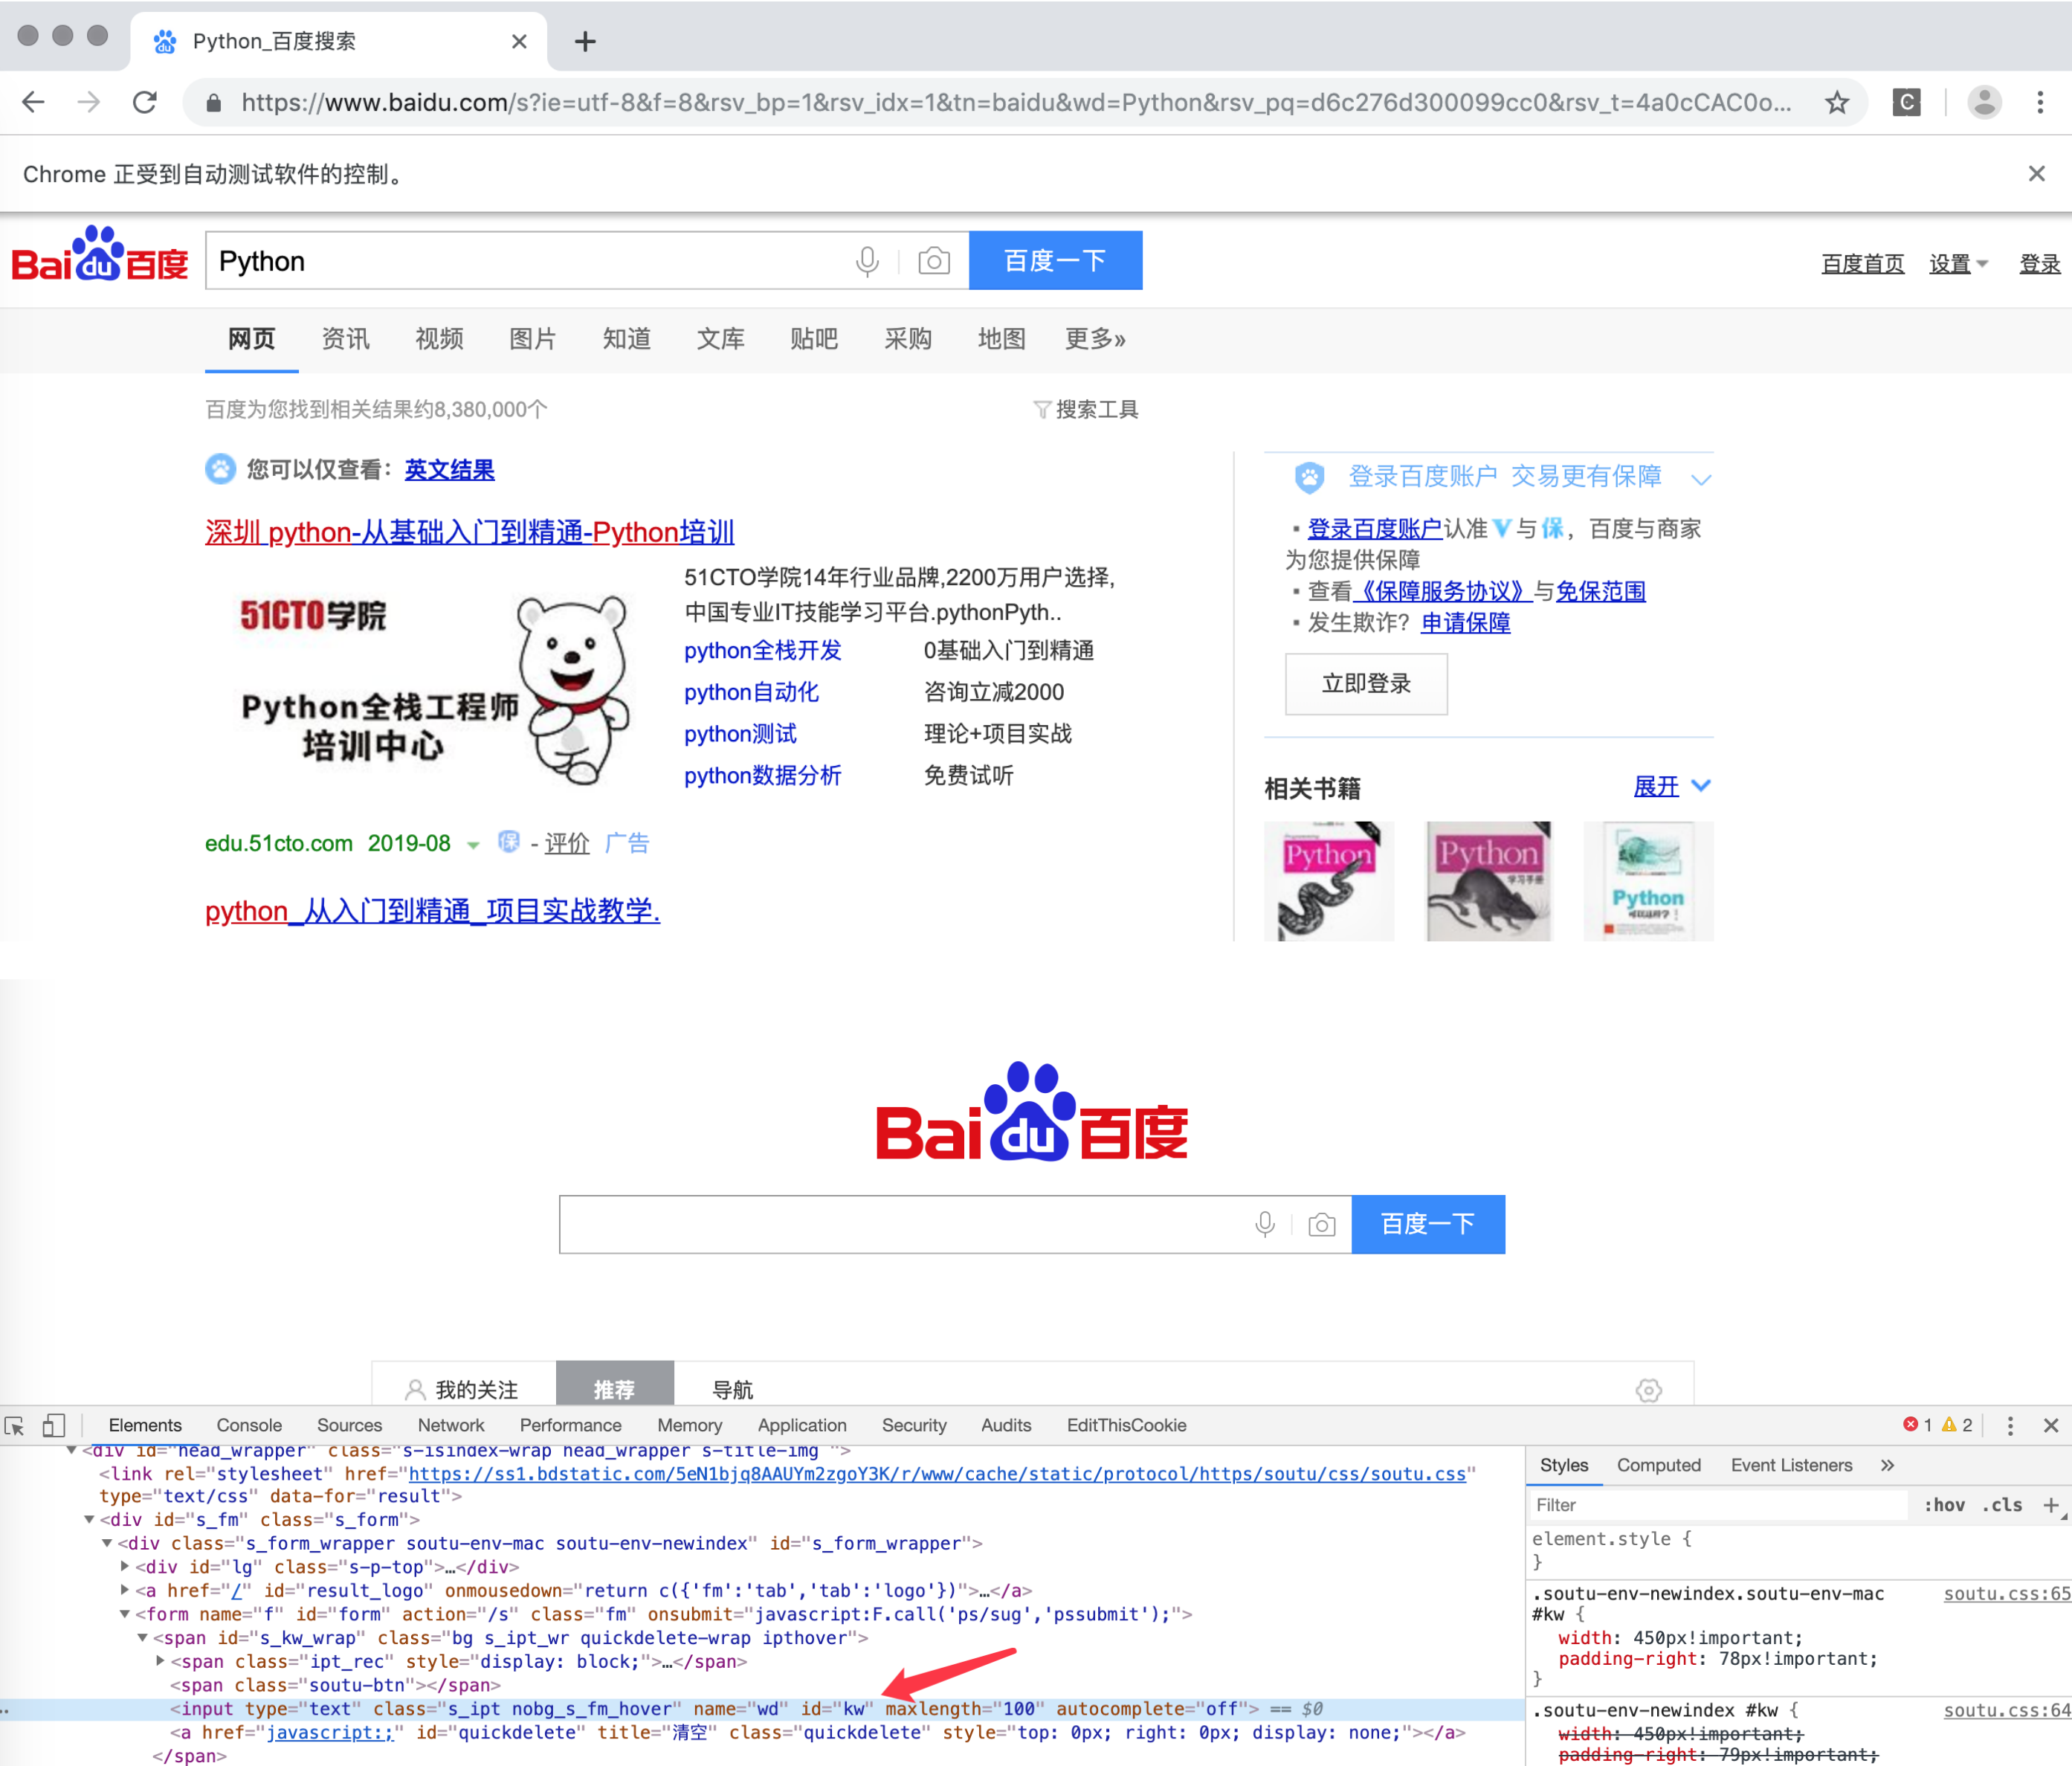 Python_百度搜索
https://www.baidu.com/s?ie=utf-8&f=8&rsv_bp=1&rsv_idx=1&tn=baidu&wd=Python&rsv_pq=d6c276d300099cc0&rsv_t=4a0cCAC0o...
C
Chrome 正受到自动测试软件的控制。
Bai du 百度
Python
百度一下
百度首页 设置 登录
网页 资讯 视频 图片 知道 文库 贴吧 采购 地图 更多»
百度为您找到相关结果约8,380,000个
搜索工具
您可以仅查看：英文结果
登录百度账户 交易更有保障
深圳 python-从基础入门到精通-Python培训
▪ 登录百度账户认准V与保，百度与商家
为您提供保障
▪ 查看《保障服务协议》与免保范围
▪ 发生欺诈？ 申请保障
立即登录
51CTO学院
Python全栈工程师
培训中心
51CTO学院14年行业品牌,2200万用户选择,
中国专业IT技能学习平台.pythonPyth..
python全栈开发 0基础入门到精通
python自动化 咨询立减2000
python测试 理论+项目实战
python数据分析 免费试听
相关书籍 展开
edu.51cto.com 2019-08 保 - 评价 广告
Python
Python
学习手册
Python
可以这样学
python_从入门到精通_项目实战教学.
Bai du 百度
百度一下
我的关注 推荐 导航
Elements Console Sources Network Performance Memory Application Security Audits EditThisCookie 1 2
<div id="head_wrapper" class="s-isindex-wrap head_wrapper s-title-img ">
<link rel="stylesheet" href="https://ss1.bdstatic.com/5eN1bjq8AAUYm2zgoY3K/r/www/cache/static/protocol/https/soutu/css/soutu.css"
type="text/css" data-for="result">
<div id="s_fm" class="s_form">
<div class="s_form_wrapper soutu-env-mac soutu-env-newindex" id="s_form_wrapper">
<div id="lg" class="s-p-top">…</div>
<a href="/" id="result_logo" onmousedown="return c({'fm':'tab','tab':'logo'})">…</a>
<form name="f" id="form" action="/s" class="fm" onsubmit="javascript:F.call('ps/sug','pssubmit');">
<span id="s_kw_wrap" class="bg s_ipt_wr quickdelete-wrap ipthover">
<span class="ipt_rec" style="display: block;">…</span>
<span class="soutu-btn"></span>
<input type="text" class="s_ipt nobg_s_fm_hover" name="wd" id="kw" maxlength="100" autocomplete="off"> == $0
<a href="javascript:;" id="quickdelete" title="清空" class="quickdelete" style="top: 0px; right: 0px; display: none;"></a>
</span>
Styles Computed Event Listeners »
Filter :hov .cls +
element.style {
}
.soutu-env-newindex.soutu-env-mac soutu.css:65
#kw {
width: 450px!important;
padding-right: 78px!important;
}
.soutu-env-newindex #kw { soutu.css:64
width: 450px!important;
padding-right: 79px!important;